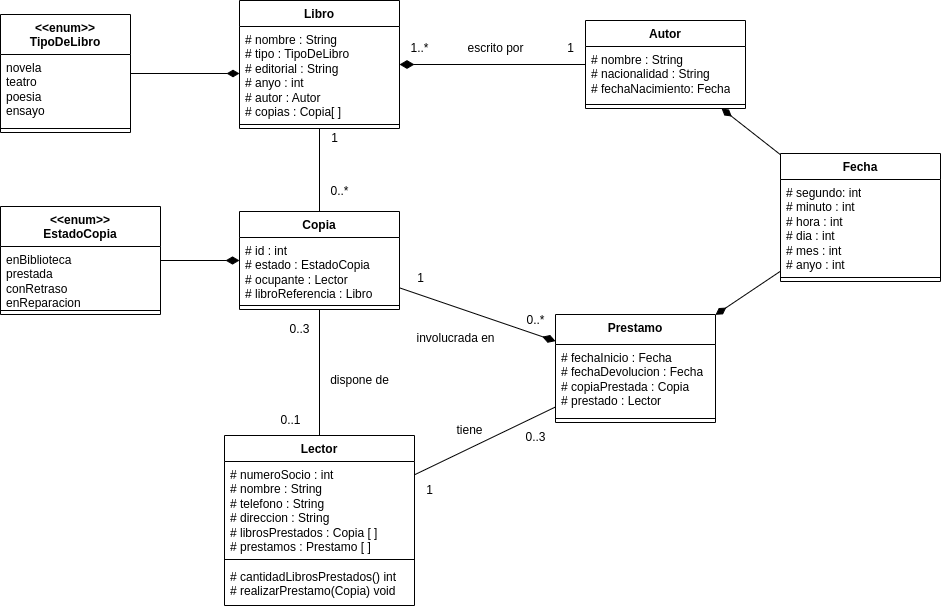 <<enum>>
TipoDeLibro
novela
teatro
poesia
ensayo
Libro
# nombre : String
# tipo : TipoDeLibro
# editorial : String
# anyo : int
# autor : Autor
# copias : Copia[ ]
1..*
escrito por
1
Autor
# nombre : String
# nacionalidad : String
# fechaNacimiento: Fecha
1
0..*
Fecha
# segundo: int
# minuto : int
# hora : int
# dia : int
# mes : int
# anyo : int
<<enum>>
EstadoCopia
enBiblioteca
prestada
conRetraso
enReparacion
Copia
# id : int
# estado : EstadoCopia
# ocupante : Lector
# libroReferencia : Libro
1
0..*
involucrada en
Prestamo
# fechaInicio : Fecha
# fechaDevolucion : Fecha
# copiaPrestada : Copia
# prestado : Lector
0..3
dispone de
0..1
tiene
0..3
1
Lector
# numeroSocio : int
# nombre : String
# telefono : String
# direccion : String
# librosPrestados : Copia [ ]
# prestamos : Prestamo [ ]
# cantidadLibrosPrestados() int
# realizarPrestamo(Copia) void